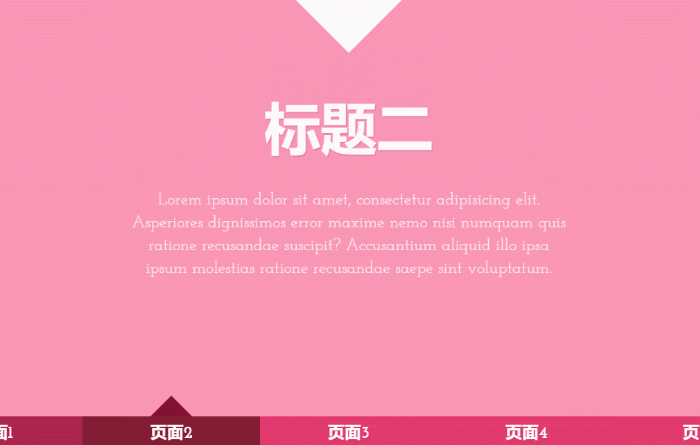 标题二
Lorem ipsum dolor sit amet, consectetur adipisicing elit.
Asperiores dignissimos error maxime nemo nisi numquam quis
ratione recusandae suscipit? Accusantium aliquid illo ipsa
ipsum molestias ratione recusandae saepe sint voluptatum.
面1 页面2 页面3 页面4 页